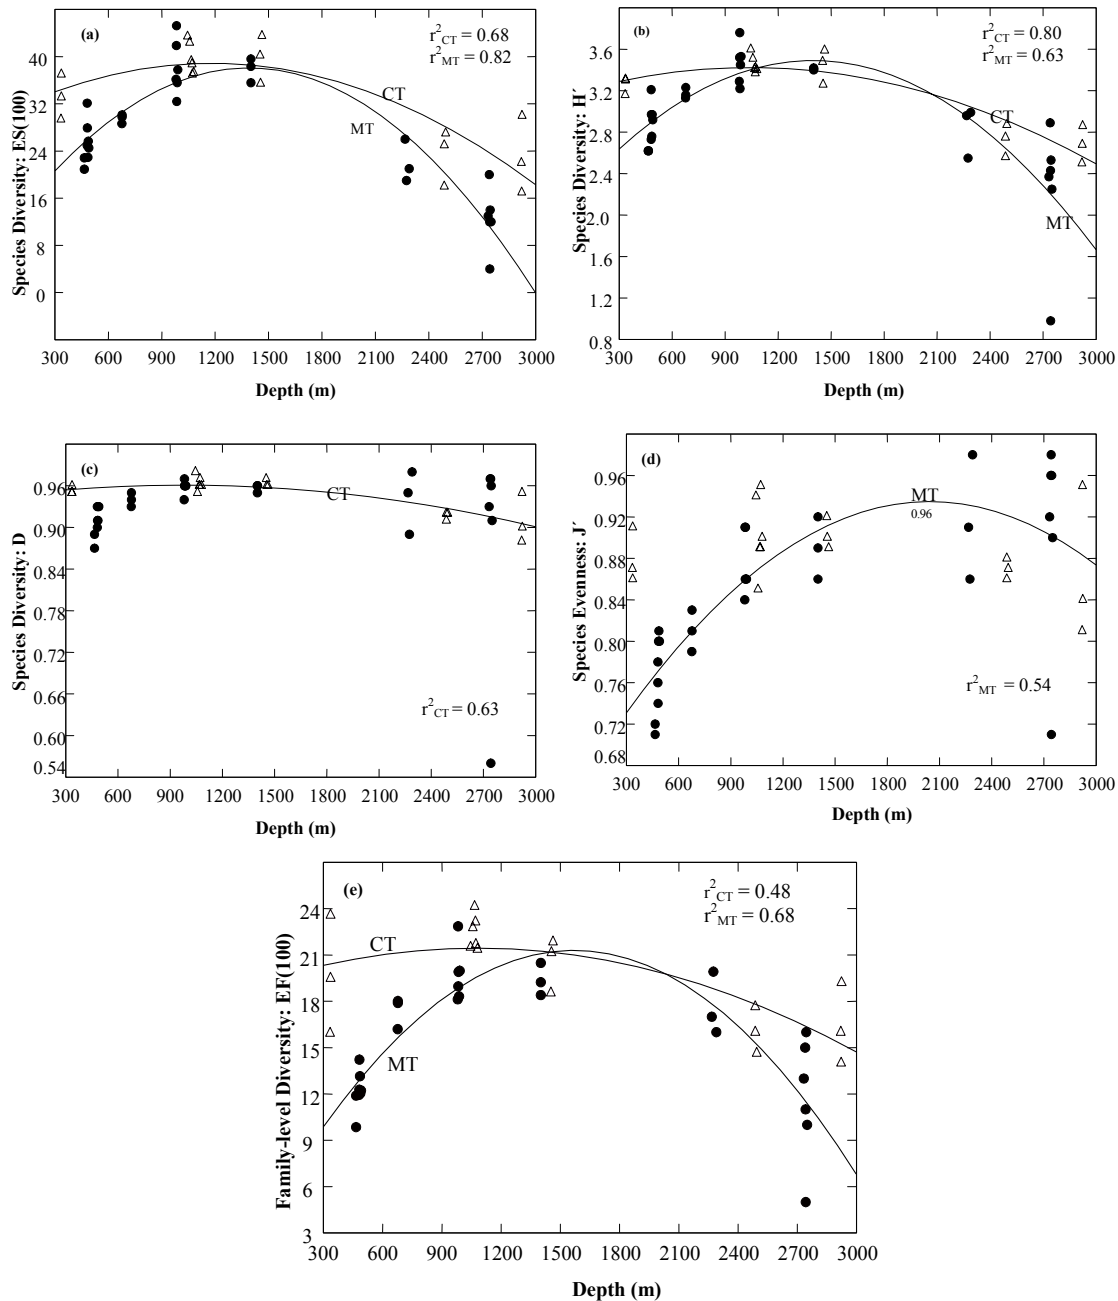 (a)
r²CT = 0.68
r²MT = 0.82
CT
MT
40
32
24
16
8
0
Species Diversity: ES(100)
300 600 900 1200 1500 1800 2100 2400 2700 3000
Depth (m)
(b)
r²CT = 0.80
r²MT = 0.63
CT
MT
3.6
3.2
2.8
2.4
2.0
1.6
1.2
0.8
Species Diversity: H´
300 600 900 1200 1500 1800 2100 2400 2700 3000
Depth (m)
(c)
CT
r²CT = 0.63
0.96
0.90
0.84
0.78
0.72
0.66
0.60
0.54
Species Diversity: D
300 600 900 1200 1500 1800 2100 2400 2700 3000
Depth (m)
(d)
MT
0.96
r²MT = 0.54
0.96
0.92
0.88
0.84
0.80
0.76
0.72
0.68
Species Evenness: J´
300 600 900 1200 1500 1800 2100 2400 2700 3000
Depth (m)
(e)
r²CT = 0.48
r²MT = 0.68
CT
MT
24
21
18
15
12
9
6
3
Family-level Diversity: EF(100)
300 600 900 1200 1500 1800 2100 2400 2700 3000
Depth (m)